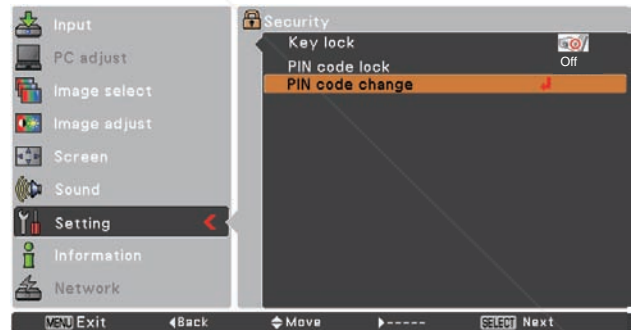 Input
PC adjust
Image select
Image adjust
Screen
Sound
Setting
Information
Network
Security
Key lock
Off
PIN code lock
PIN code change
MENU Exit ◀Back Move ▶----- SELECT Next